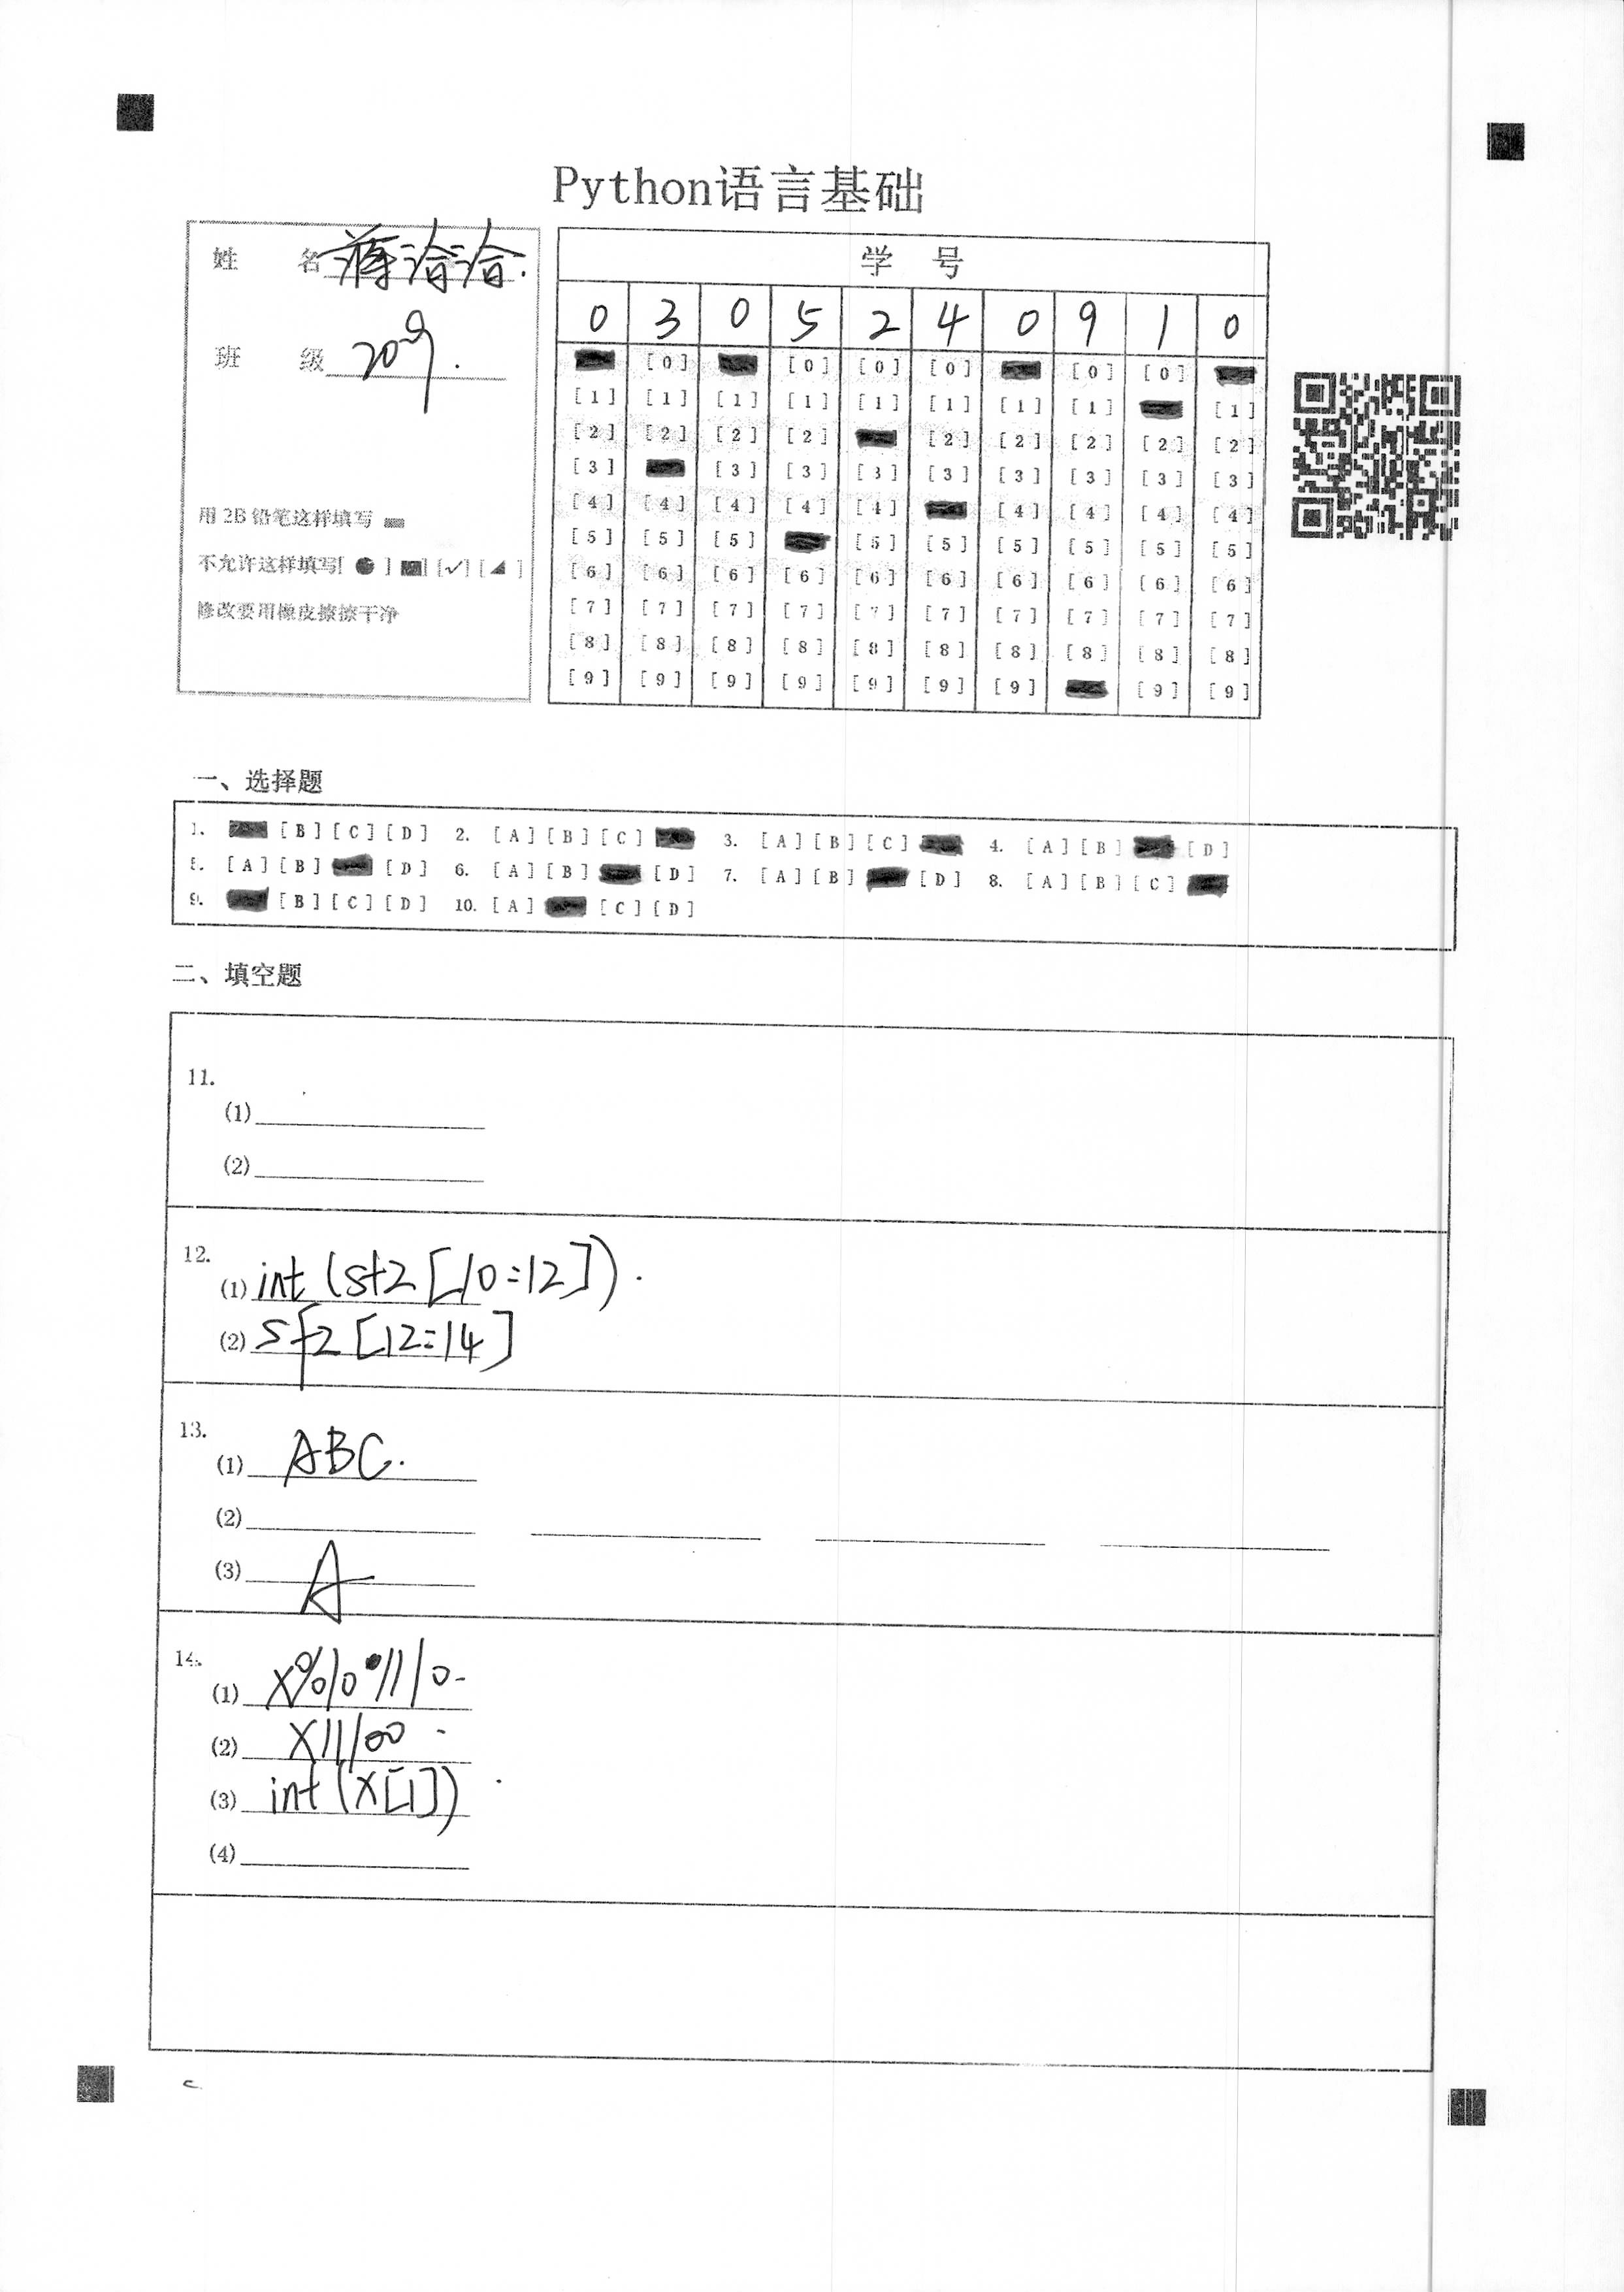 Python语言基础
姓 名 蒋洽洽.
班 级
学 号
0 3 0 5 2 4 0 9 1 0
[0] [0] [0] [0] [0] [0]
[1] [1] [1] [1] [1] [1] [1] [1] [1]
[2] [2] [2] [2] [2] [2] [2] [2] [2]
[3] [3] [3] [3] [3] [3] [3] [3] [3]
[4] [4] [4] [4] [4] [4] [4] [4] [4]
[5] [5] [5] [5] [5] [5] [5] [5] [5]
[6] [6] [6] [6] [6] [6] [6] [6] [6] [6]
[7] [7] [7] [7] [7] [7] [7] [7] [7] [7]
[8] [8] [8] [8] [8] [8] [8] [8] [8] [8]
[9] [9] [9] [9] [9] [9] [9] [9] [9]
用 2B 铅笔这样填写
不允许这样填写[ ] [ ] [✓] [ ]
修改要用橡皮擦擦干净
一、选择题
1. [B] [C] [D] 2. [A] [B] [C] 3. [A] [B] [C] 4. [A] [B] [D]
5. [A] [B] [D] 6. [A] [B] [D] 7. [A] [B] [D] 8. [A] [B] [C]
9. [B] [C] [D] 10. [A] [C] [D]
二、填空题
11.
(1)
(2)
12.
(1) int (st2 [10:12]).
(2) sf2 [12:14]
13.
(1) ABC.
(2)
(3) A
14.
(1) x%10 //10
(2) x//100
(3) int (x[1])
(4)